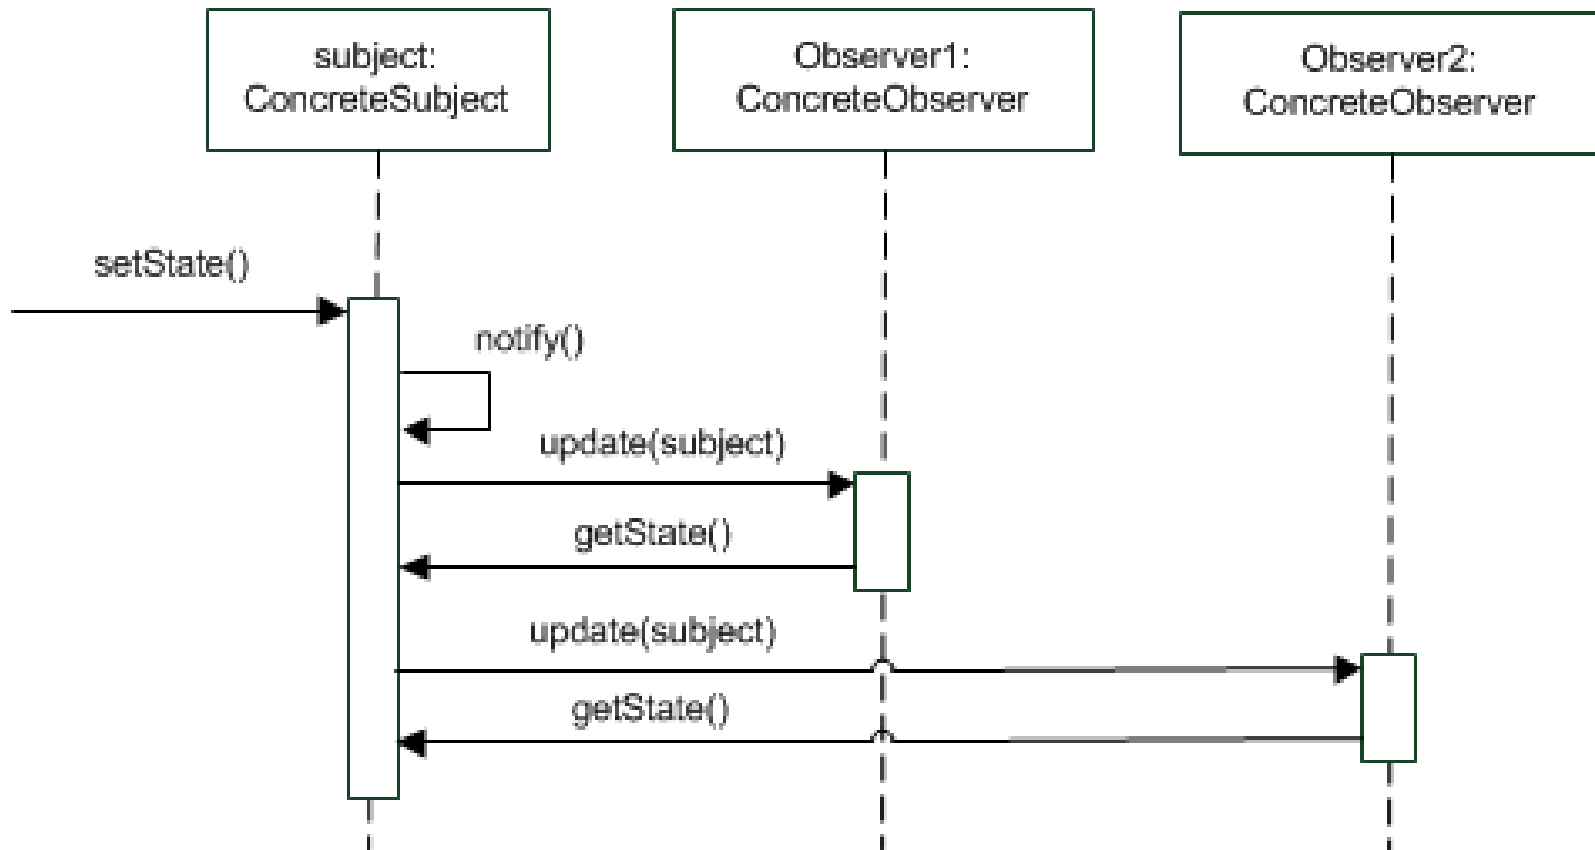 subject:
ConcreteSubject
Observer1:
ConcreteObserver
Observer2:
ConcreteObserver
setState()
notify()
update(subject)
getState()
update(subject)
getState()